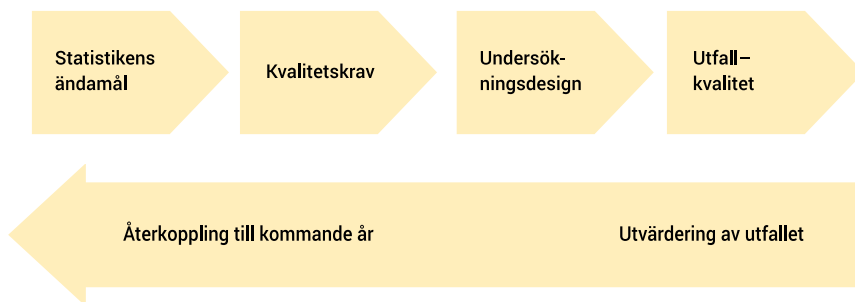 Statistikens
ändamål
Kvalitetskrav
Undersök-
ningsdesign
Utfall–
kvalitet
Återkoppling till kommande år
Utvärdering av utfallet